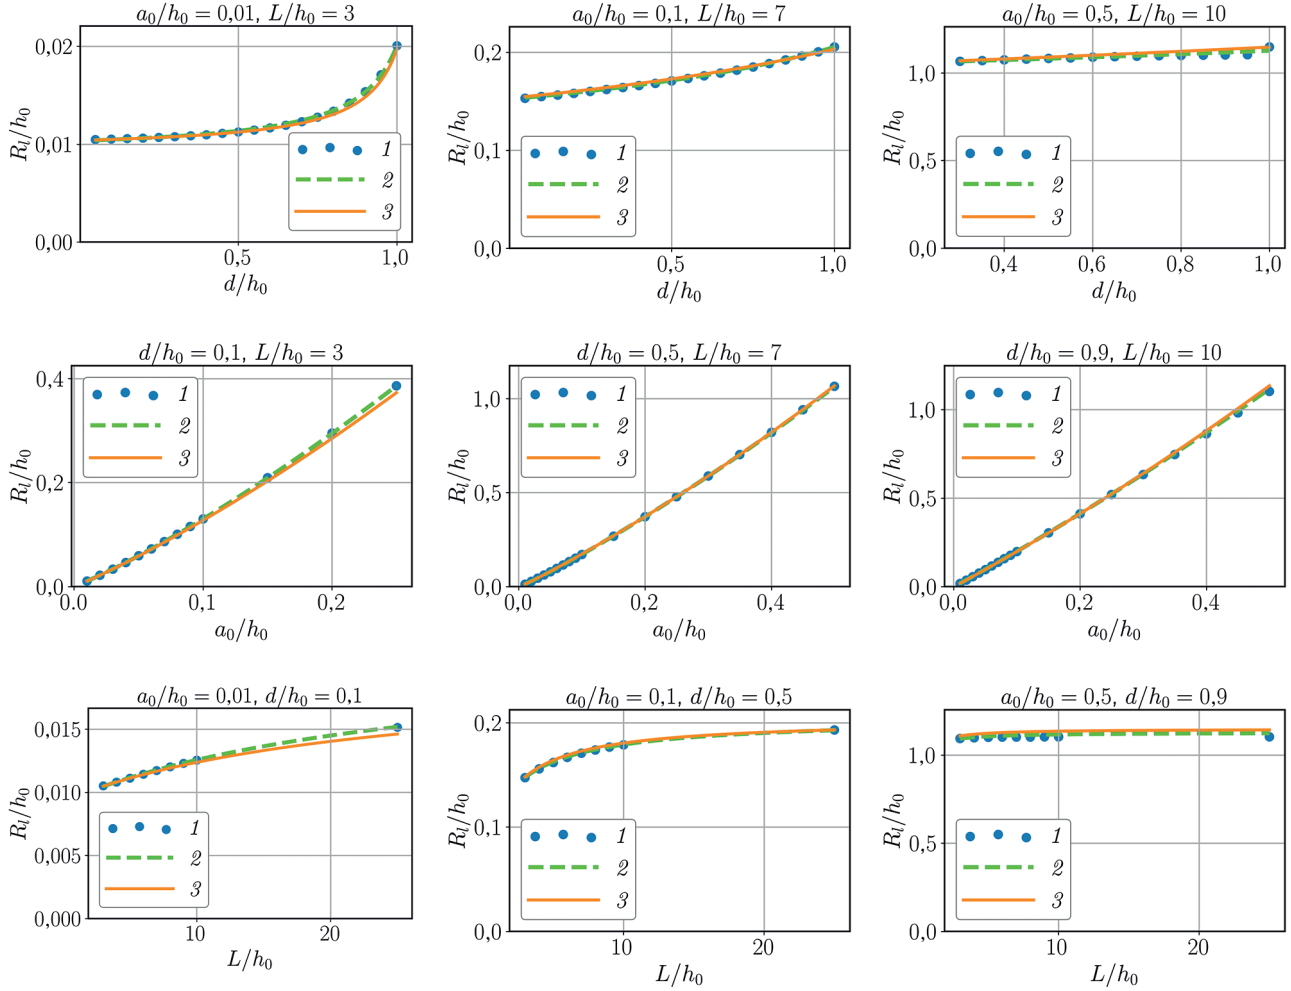 a₀/h₀ = 0,01, L/h₀ = 3
0,02
0,01
0,00
R_l/h₀
1
2
3
0,5
1,0
d/h₀
a₀/h₀ = 0,1, L/h₀ = 7
0,2
0,1
0,0
R_l/h₀
1
2
3
0,5
1,0
d/h₀
a₀/h₀ = 0,5, L/h₀ = 10
1,0
0,5
0,0
R_l/h₀
1
2
3
0,4
0,6
0,8
1,0
d/h₀
d/h₀ = 0,1, L/h₀ = 3
0,4
0,2
0,0
R_l/h₀
1
2
3
0,0
0,1
0,2
a₀/h₀
d/h₀ = 0,5, L/h₀ = 7
1,0
0,5
0,0
R_l/h₀
1
2
3
0,0
0,2
0,4
a₀/h₀
d/h₀ = 0,9, L/h₀ = 10
1,0
0,5
0,0
R_l/h₀
1
2
3
0,0
0,2
0,4
a₀/h₀
a₀/h₀ = 0,01, d/h₀ = 0,1
0,015
0,010
0,005
0,000
R_l/h₀
1
2
3
10
20
L/h₀
a₀/h₀ = 0,1, d/h₀ = 0,5
0,2
0,1
0,0
R_l/h₀
1
2
3
10
20
L/h₀
a₀/h₀ = 0,5, d/h₀ = 0,9
1,0
0,5
0,0
R_l/h₀
1
2
3
10
20
L/h₀